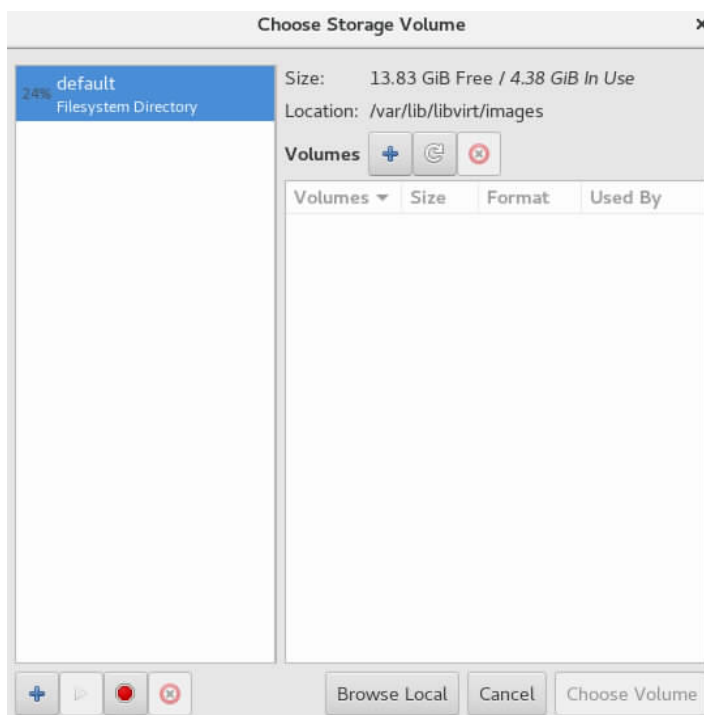 Choose Storage Volume
24% default
Filesystem Directory
Size: 13.83 GiB Free / 4.38 GiB In Use
Location: /var/lib/libvirt/images
Volumes
Volumes Size Format Used By
Browse Local Cancel Choose Volume